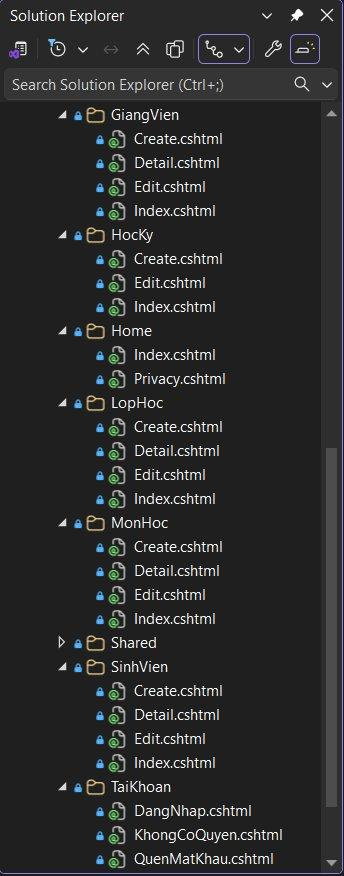 Solution Explorer
Search Solution Explorer (Ctrl+;)
GiangVien
Create.cshtml
Detail.cshtml
Edit.cshtml
Index.cshtml
HocKy
Create.cshtml
Edit.cshtml
Index.cshtml
Home
Index.cshtml
Privacy.cshtml
LopHoc
Create.cshtml
Detail.cshtml
Edit.cshtml
Index.cshtml
MonHoc
Create.cshtml
Detail.cshtml
Edit.cshtml
Index.cshtml
Shared
SinhVien
Create.cshtml
Detail.cshtml
Edit.cshtml
Index.cshtml
TaiKhoan
DangNhap.cshtml
KhongCoQuyen.cshtml
QuenMatKhau.cshtml